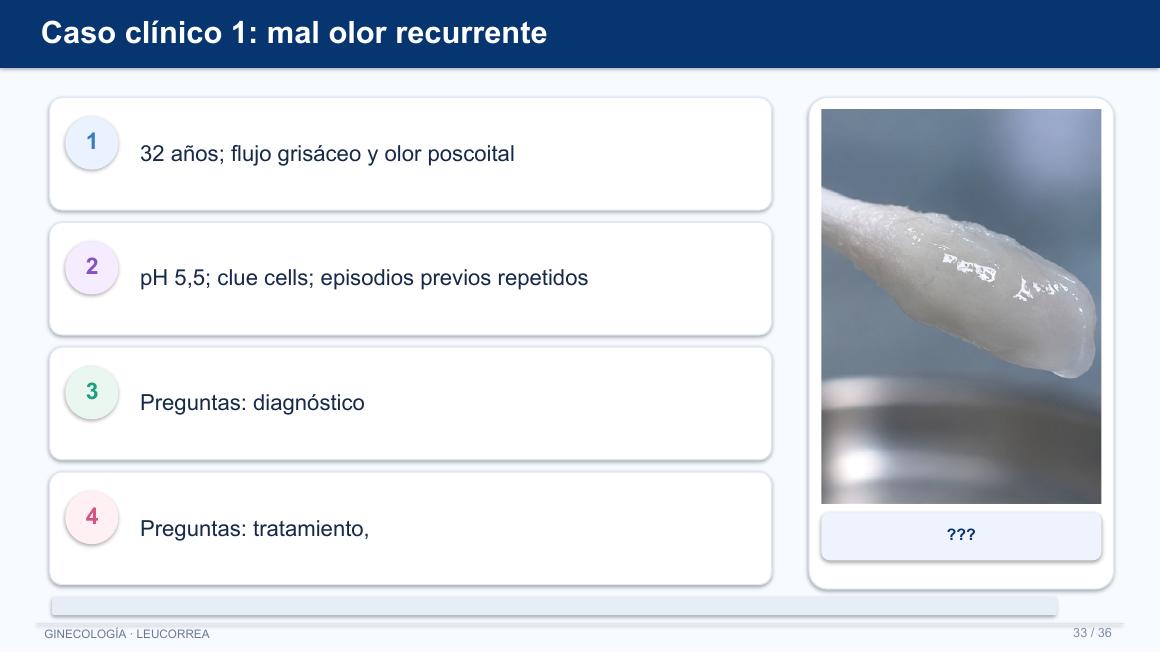 Caso clínico 1: mal olor recurrente
1
32 años; flujo grisáceo y olor poscoital
2
pH 5,5; clue cells; episodios previos repetidos
3
Preguntas: diagnóstico
4
Preguntas: tratamiento,
???
GINECOLOGÍA · LEUCORREA
33 / 36